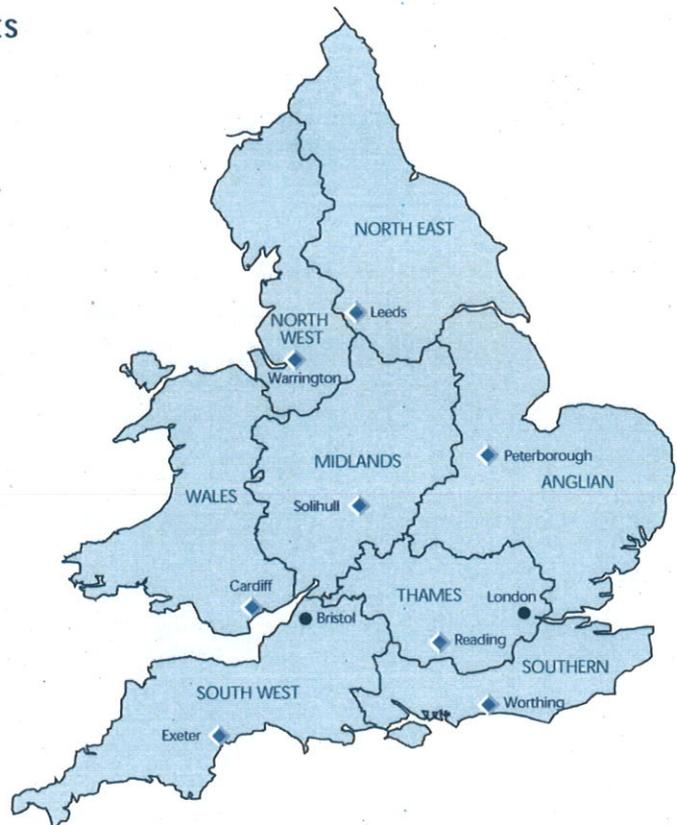 NORTH EAST
Leeds
NORTH
WEST
Warrington
Peterborough
MIDLANDS
ANGLIAN
WALES
Solihull
Cardiff
THAMES
London
Bristol
Reading
SOUTHERN
SOUTH WEST
Worthing
Exeter